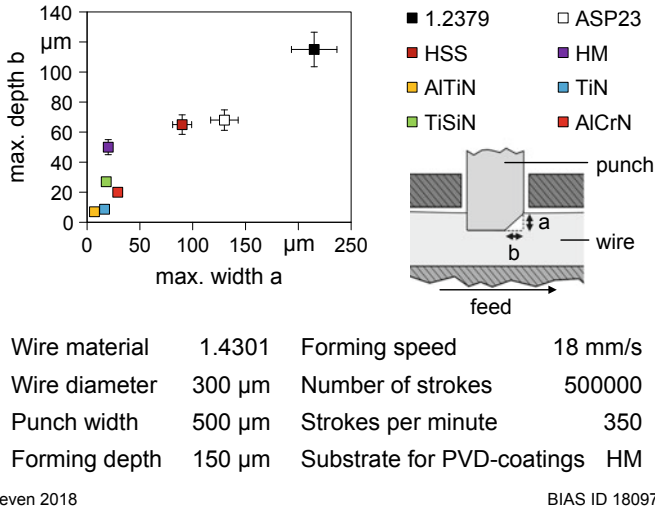 140
µm
100
80
60
40
20
0
max. depth b
0 50 100 150 µm 250
max. width a
1.2379 ASP23
HSS HM
AlTiN TiN
TiSiN AlCrN
punch
a
wire
b
feed
Wire material 1.4301 Forming speed 18 mm/s
Wire diameter 300 µm Number of strokes 500000
Punch width 500 µm Strokes per minute 350
Forming depth 150 µm Substrate for PVD-coatings HM
even 2018 BIAS ID 18097